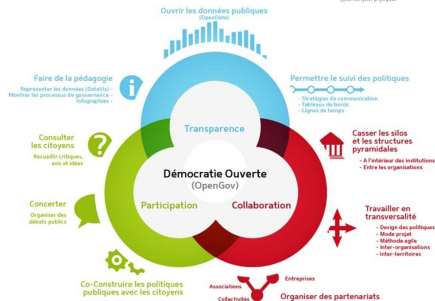 Ouvrir les données publiques
(OpenData)
Faire de la pédagogie
Représenter les données (DataViz) -
Montrer les processus de gouvernance -
Infographies -
Permettre le suivi des politiques
- Stratégies de communication
- Tableaux de bords
- Lignes de temps
Transparence
Consulter
les citoyens
Recueillir critiques,
avis et idées
Casser les silos
et les structures
pyramidales
- A l'intérieur des institutions
- Entre les organisations
Démocratie Ouverte
(OpenGov)
Participation
Collaboration
Concerter
Organiser des
débats publics
Travailler en
transversalité
- Design des politiques
- Mode projet
- Méthode agile
- Inter-organisations
- inter-territoires
Co-Construire les politiques
publiques avec les citoyens
Associations
Entreprises
Collectivités
Organiser des partenariats